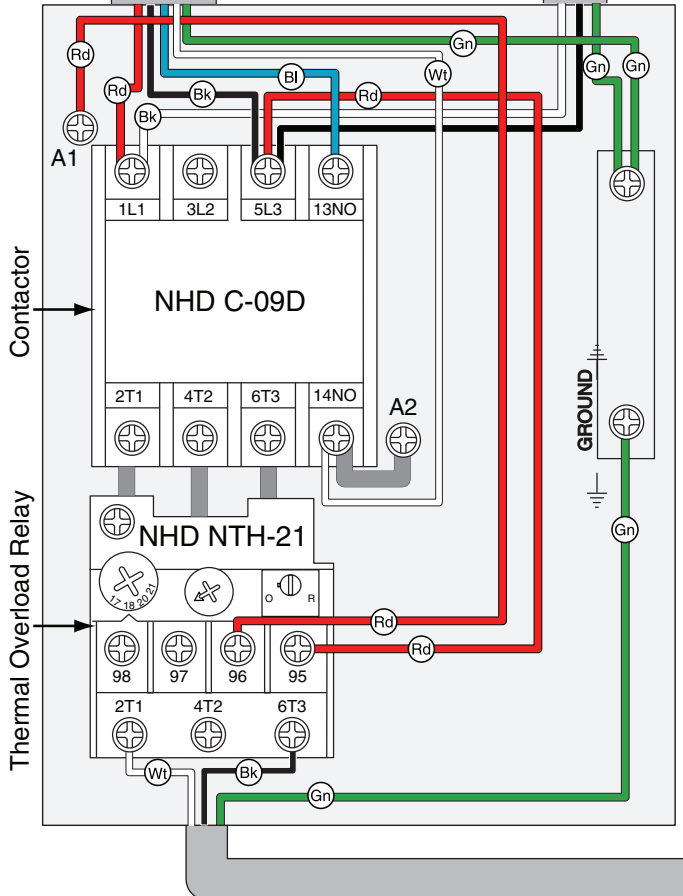 Gn
Rd
Wt
Gn
Gn
Rd
Bl
Bk
Rd
Bk
A1
1L1
3L2
5L3
13NO
Contactor
NHD C-09D
GROUND
2T1
4T2
6T3
14NO
A2
Thermal Overload Relay
NHD NTH-21
Gn
17 18 20 21
O
R
Rd
Rd
98
97
96
95
2T1
4T2
6T3
Wt
Bk
Gn